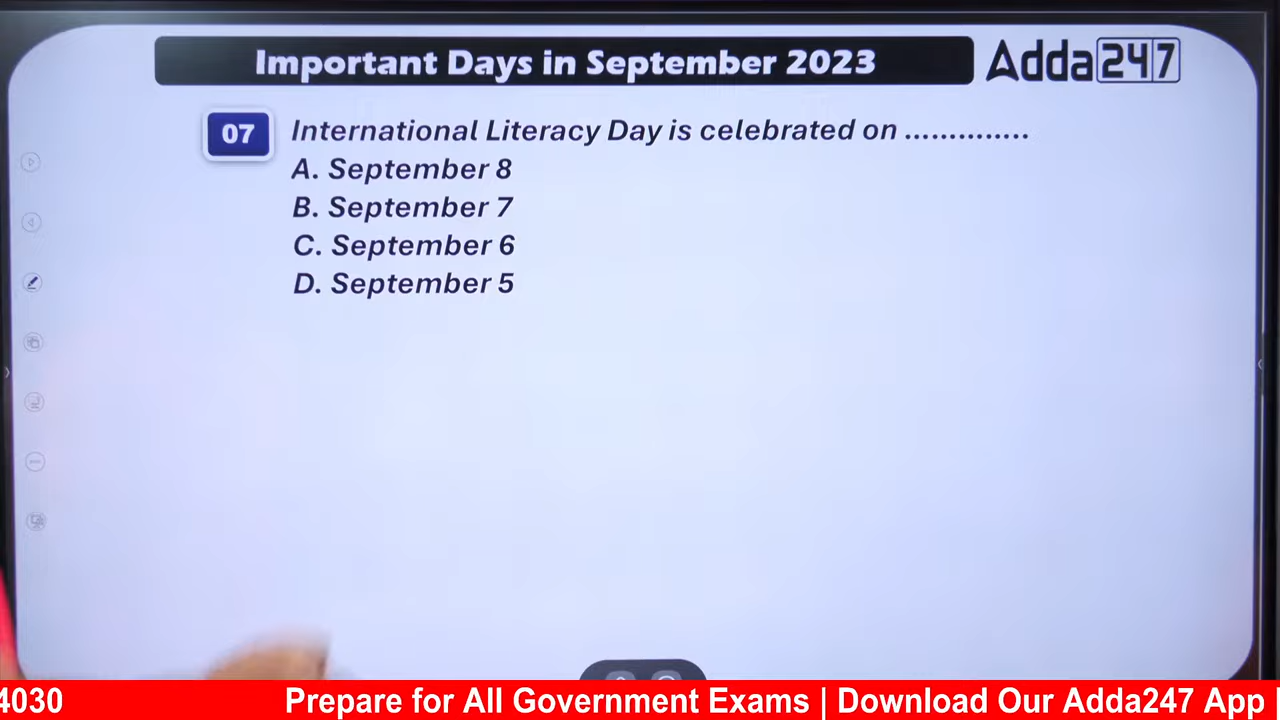 Important Days in September 2023
Adda247
07 International Literacy Day is celebrated on ..............
A. September 8
B. September 7
C. September 6
D. September 5
4030 Prepare for All Government Exams | Download Our Adda247 App